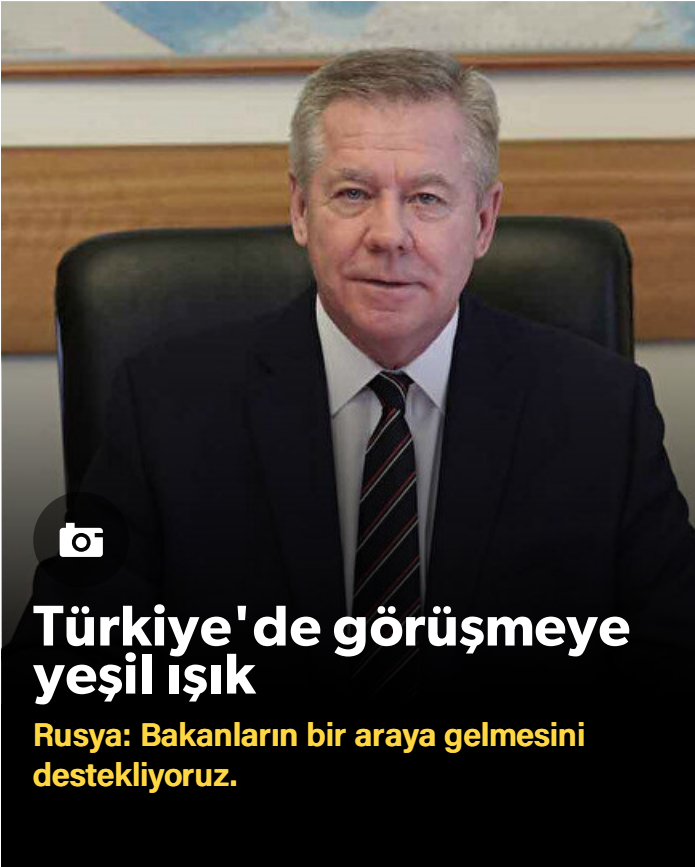 Türkiye'de görüşmeye
yeşil ışık
Rusya: Bakanların bir araya gelmesini
destekliyoruz.